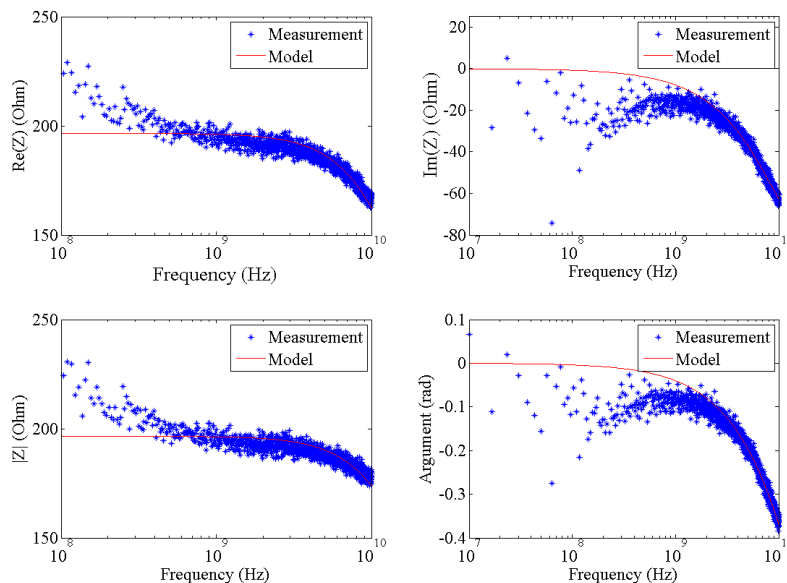 250
200
150
Re(Z) (Ohm)
Measurement
Model
10^8
10^9
10^10
Frequency (Hz)
20
0
-20
-40
-60
-80
Im(Z) (Ohm)
Measurement
Model
10^7
10^8
10^9
10^1
Frequency (Hz)
250
200
150
|Z| (Ohm)
Measurement
Model
10^8
10^9
10^10
Frequency (Hz)
0.1
0
-0.1
-0.2
-0.3
-0.4
Argument (rad)
Measurement
Model
10^7
10^8
10^9
10^1
Frequency (Hz)